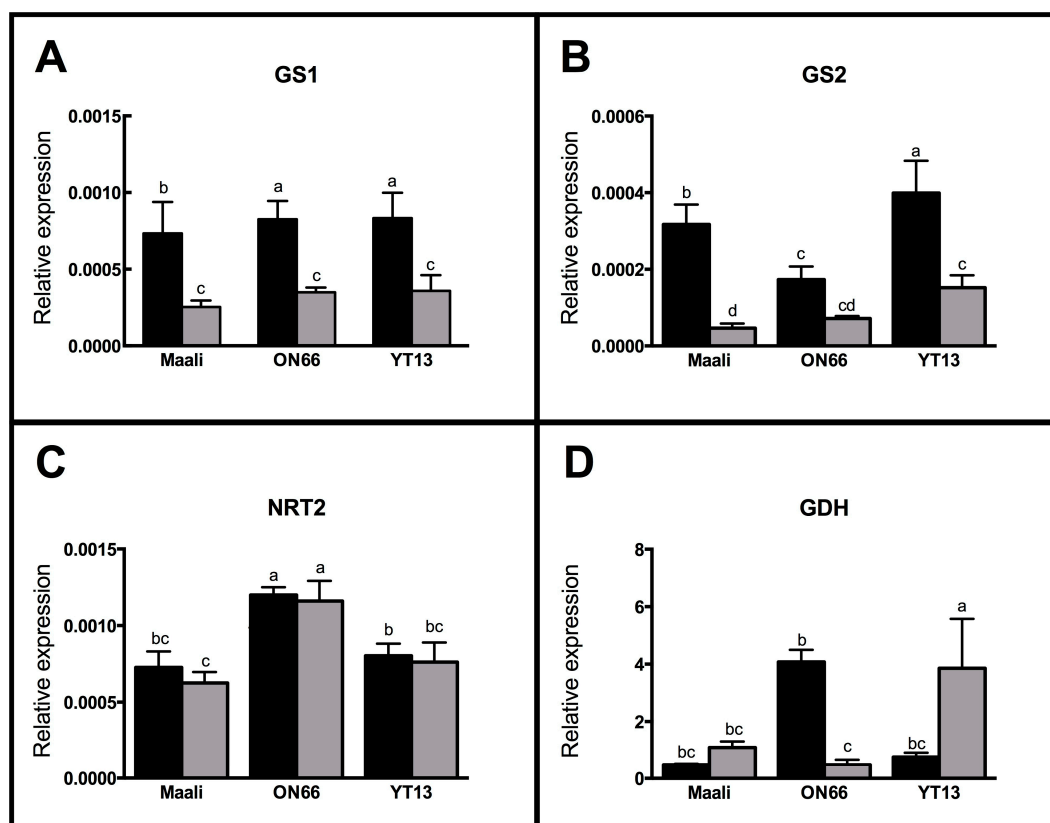 A
GS1
Relative expression
0.0015
0.0010
0.0005
0.0000
b
c
a
c
a
c
Maali
ON66
YT13
B
GS2
Relative expression
0.0006
0.0004
0.0002
0.0000
b
d
c
cd
a
c
Maali
ON66
YT13
C
NRT2
Relative expression
0.0015
0.0010
0.0005
0.0000
bc
c
a
a
b
bc
Maali
ON66
YT13
D
GDH
Relative expression
8
6
4
2
0
bc
bc
b
c
bc
a
Maali
ON66
YT13